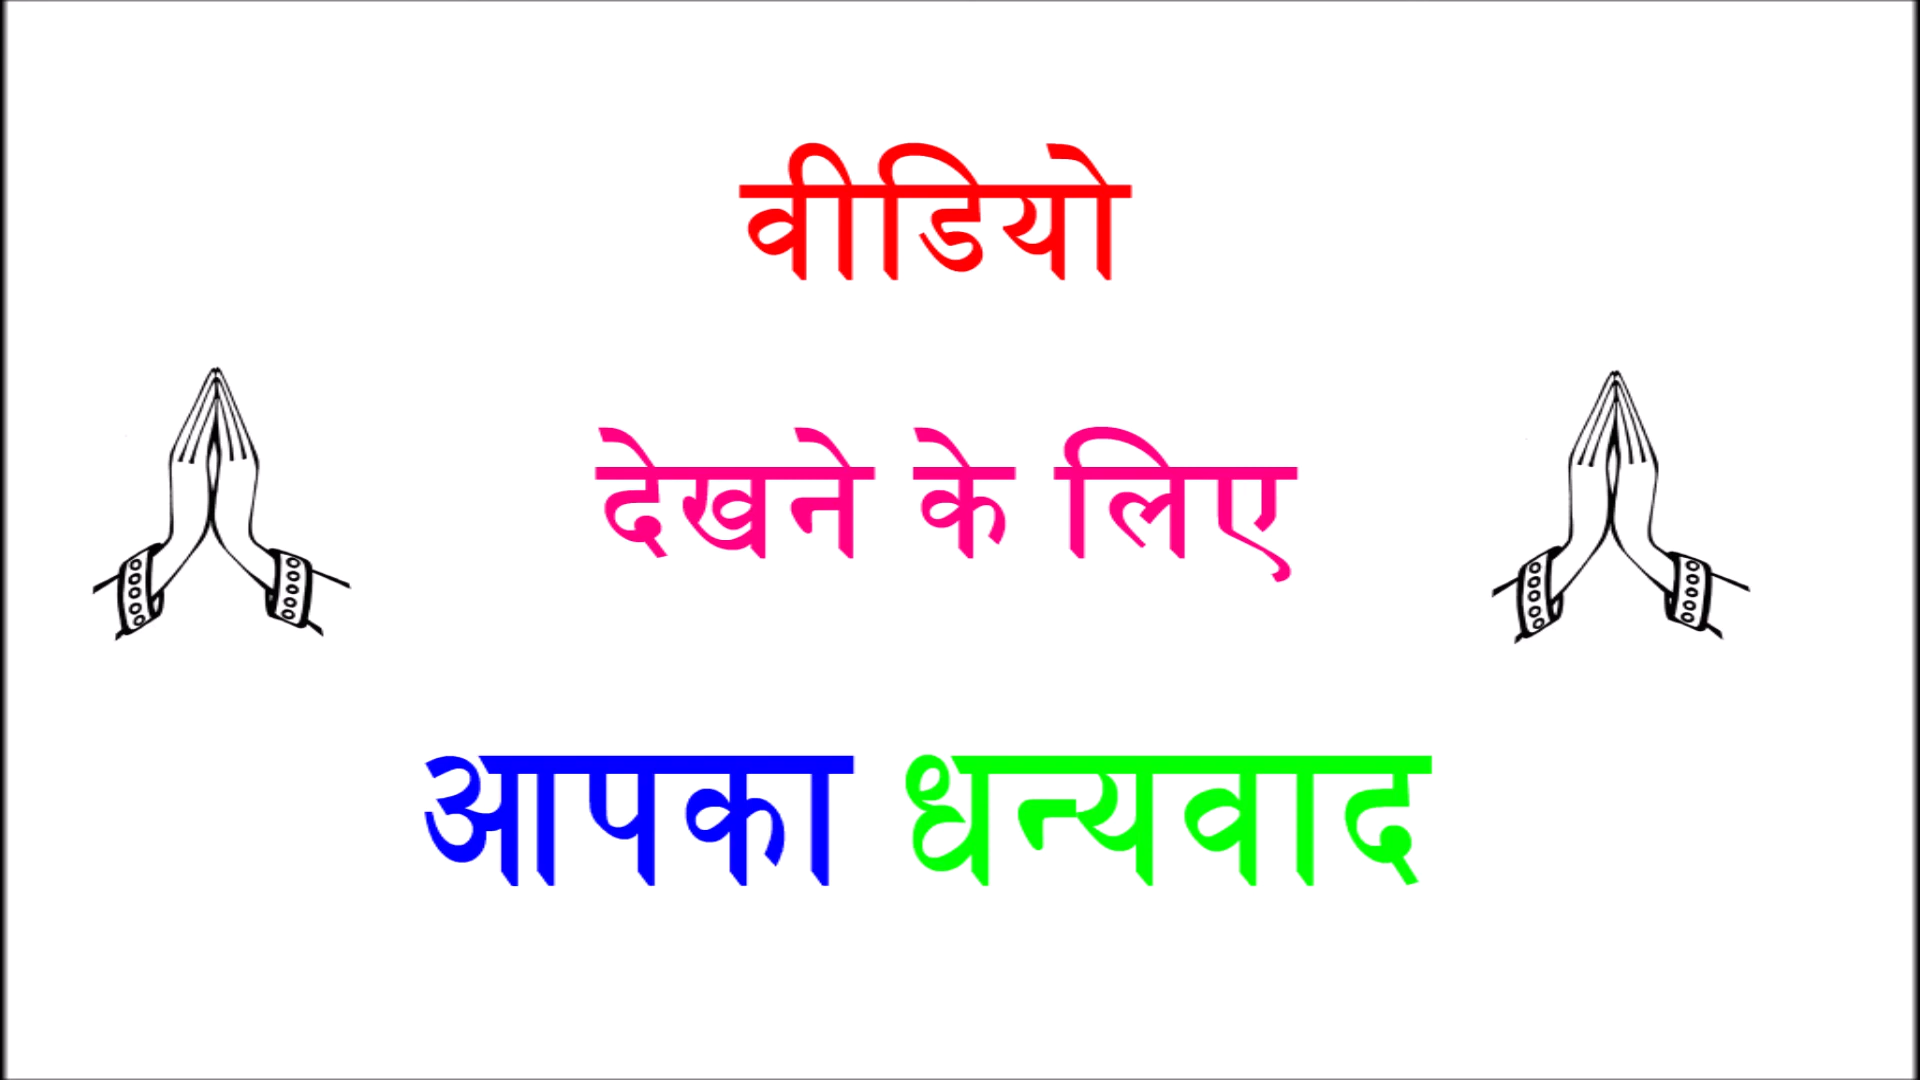 वीडियो
देखने के लिए
आपका धन्यवाद